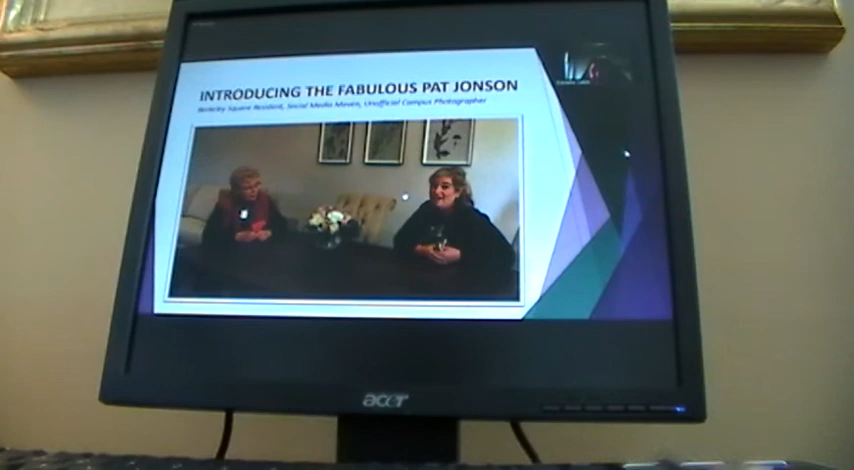 INTRODUCING THE FABULOUS PAT JONSON
Berkeley Square Resident, Social Media Maven, Unofficial Campus Photographer
acer